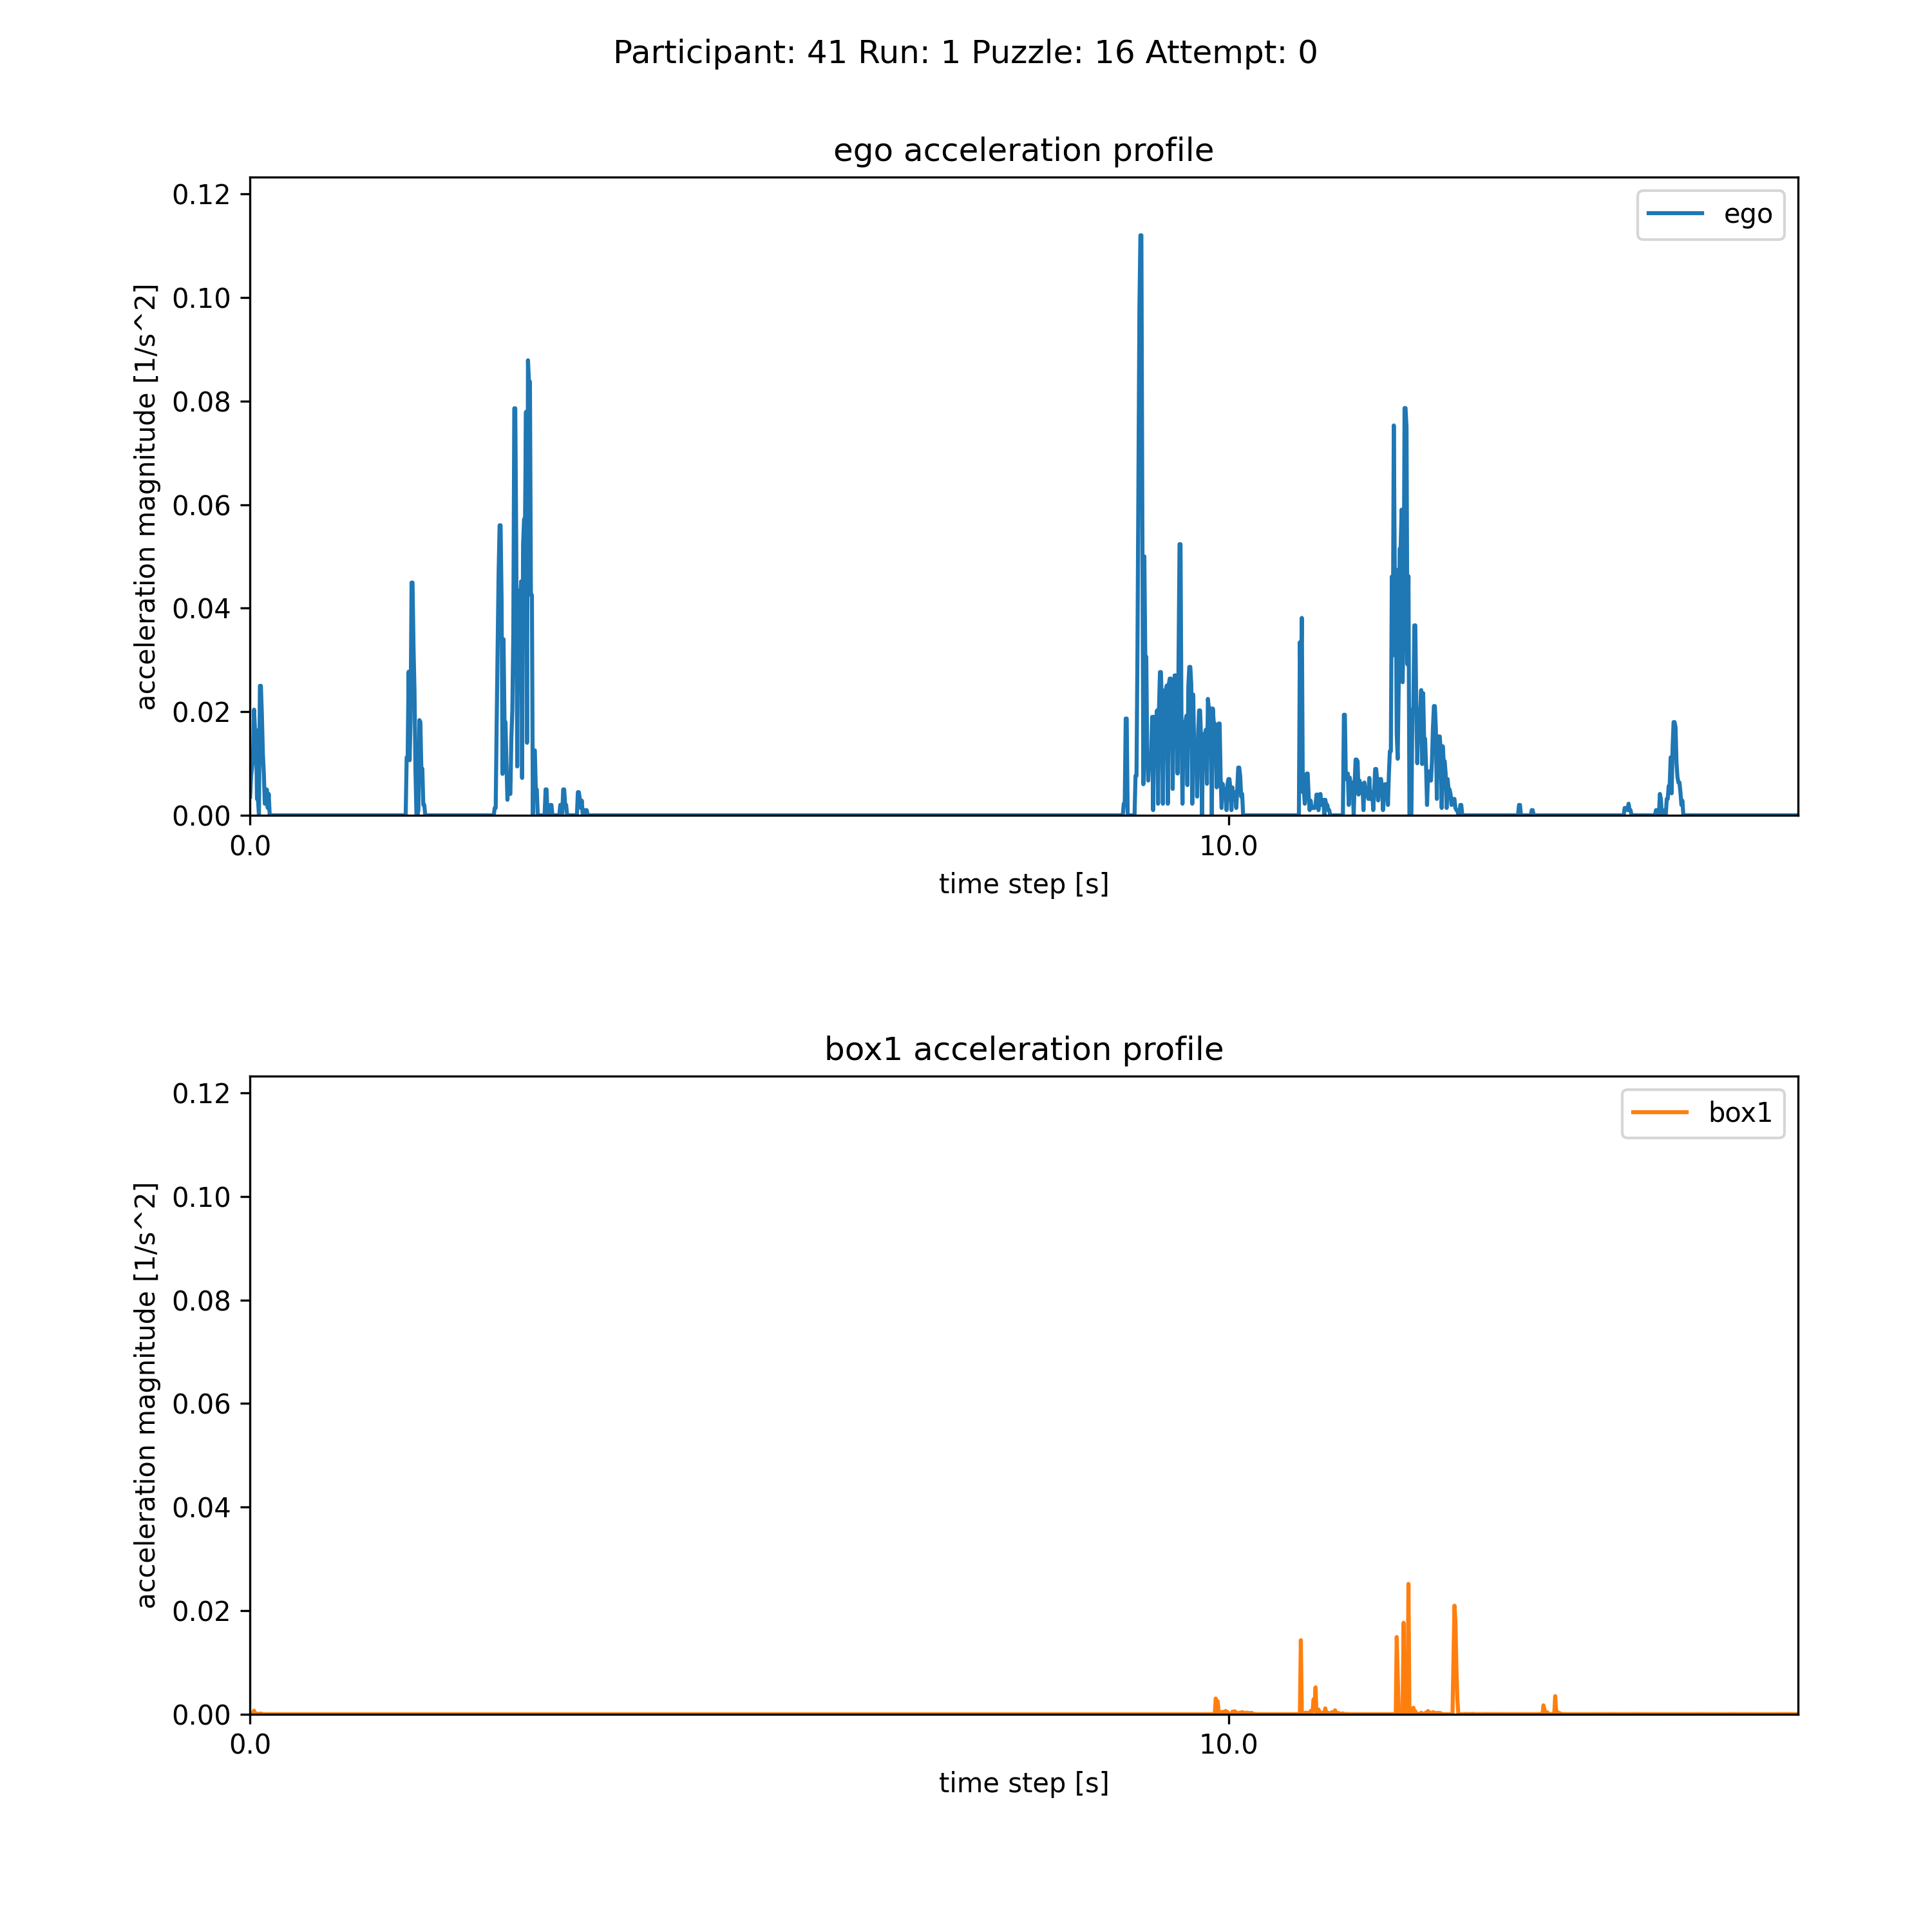 Participant: 41 Run: 1 Puzzle: 16 Attempt: 0
ego acceleration profile
ego
acceleration magnitude [1/s^2]
0.12
0.10
0.08
0.06
0.04
0.02
0.00
0.0
10.0
time step [s]
box1 acceleration profile
box1
acceleration magnitude [1/s^2]
0.12
0.10
0.08
0.06
0.04
0.02
0.00
0.0
10.0
time step [s]